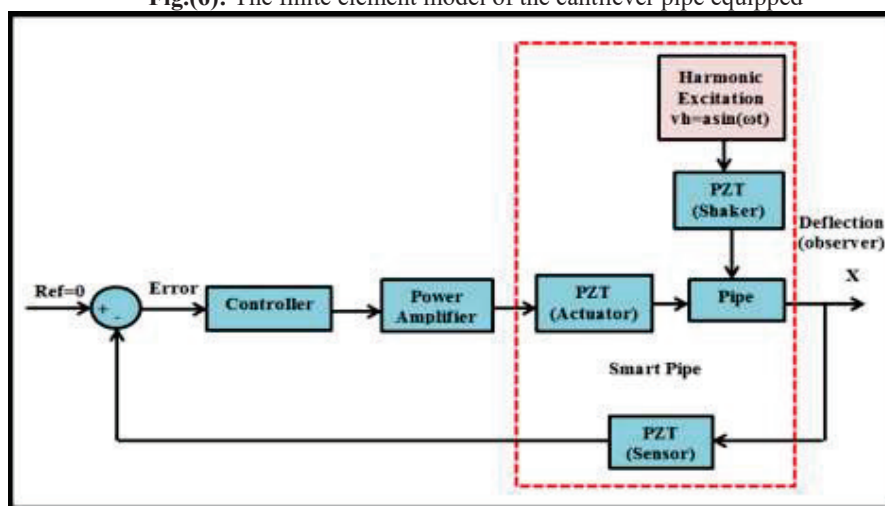 Fig.(6): The finite element model of the cantilever pipe equipped
Harmonic
Excitation
vh=asin(ωt)
PZT
(Shaker)
Deflection
(observer)
X
Ref=0
+
-
Error
Controller
Power
Amplifier
PZT
(Actuator)
Pipe
Smart Pipe
PZT
(Sensor)